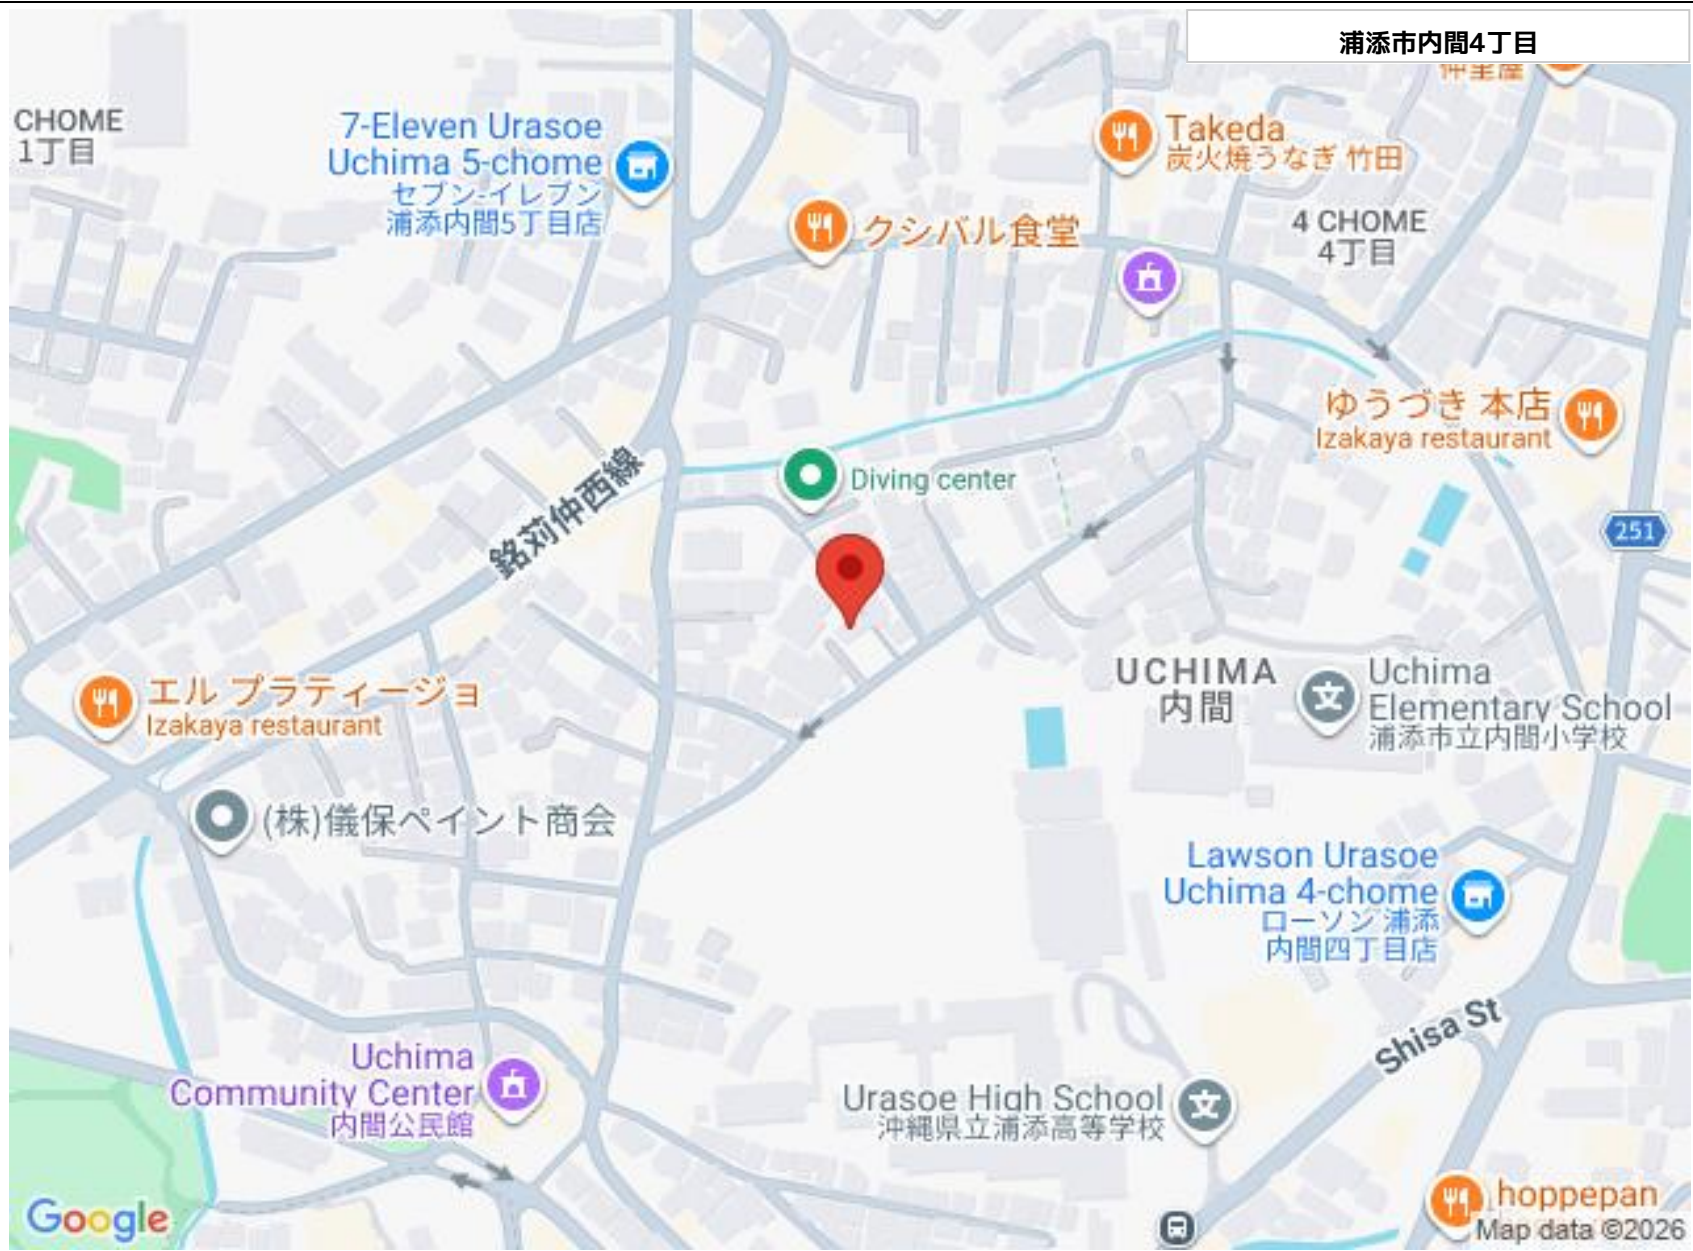 浦添市内間4丁目
仲里屋
CHOME
1丁目
7-Eleven Urasoe
Uchima 5-chome
セブン-イレブン
浦添内間5丁目店
Takeda
炭火焼うなぎ 竹田
クシバル食堂
4 CHOME
4丁目
ゆうづき 本店
Izakaya restaurant
銘苅仲西線
Diving center
251
エル プラティージョ
Izakaya restaurant
UCHIMA
内間
Uchima
Elementary School
浦添市立内間小学校
(株)儀保ペイント商会
Lawson Urasoe
Uchima 4-chome
ローソン 浦添
内間四丁目店
Shisa St
Uchima
Community Center
内間公民館
Urasoe High School
沖縄県立浦添高等学校
hoppepan
Google
Map data ©2026